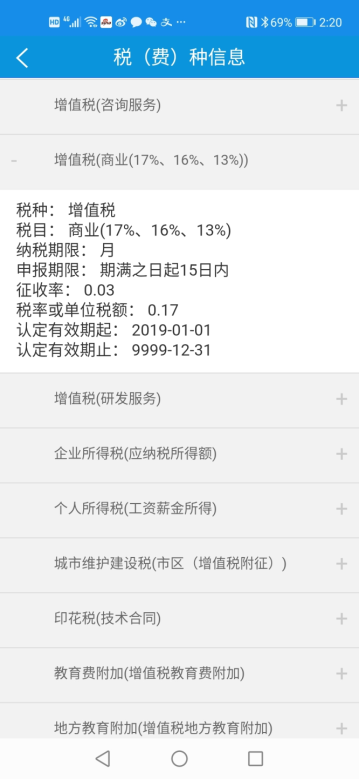 HD 4G 69% 2:20
税（费）种信息
增值税(咨询服务) +
- 增值税(商业(17%、16%、13%))
税种： 增值税
税目： 商业(17%、16%、13%)
纳税期限： 月
申报期限： 期满之日起15日内
征收率： 0.03
税率或单位税额： 0.17
认定有效期起： 2019-01-01
认定有效期止： 9999-12-31
增值税(研发服务) +
企业所得税(应纳税所得额) +
个人所得税(工资薪金所得) +
城市维护建设税(市区（增值税附征）) +
印花税(技术合同) +
教育费附加(增值税教育费附加) +
地方教育附加(增值税地方教育附加) +